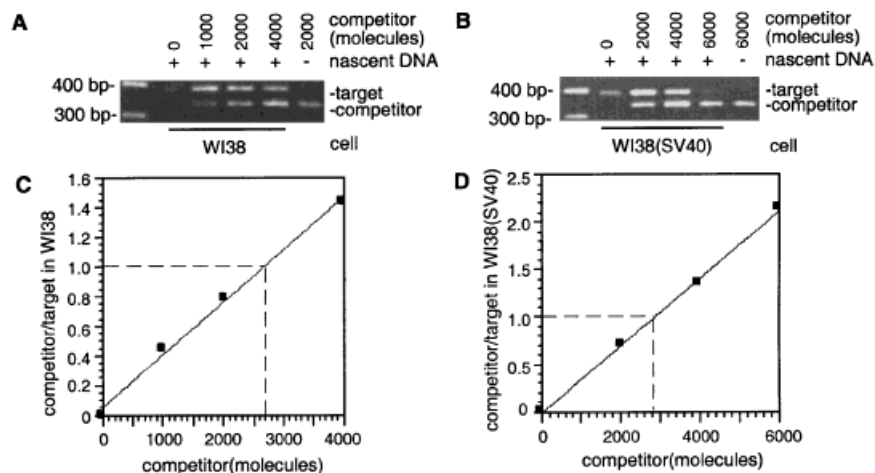 A
0 1000 2000 4000 2000 competitor (molecules)
+ + + + - nascent DNA
400 bp-
-target
-competitor
300 bp-
WI38 cell
B
0 2000 4000 6000 6000 competitor (molecules)
+ + + + - nascent DNA
400 bp-
-target
-competitor
300 bp-
WI38(SV40) cell
C
competitor/target in WI38
1.6
1.4
1.2
1.0
0.8
0.6
0.4
0.2
0
0 1000 2000 3000 4000
competitor(molecules)
D
competitor/target in WI38(SV40)
2.5
2.0
1.5
1.0
0.5
0
0 2000 4000 6000
competitor(molecules)